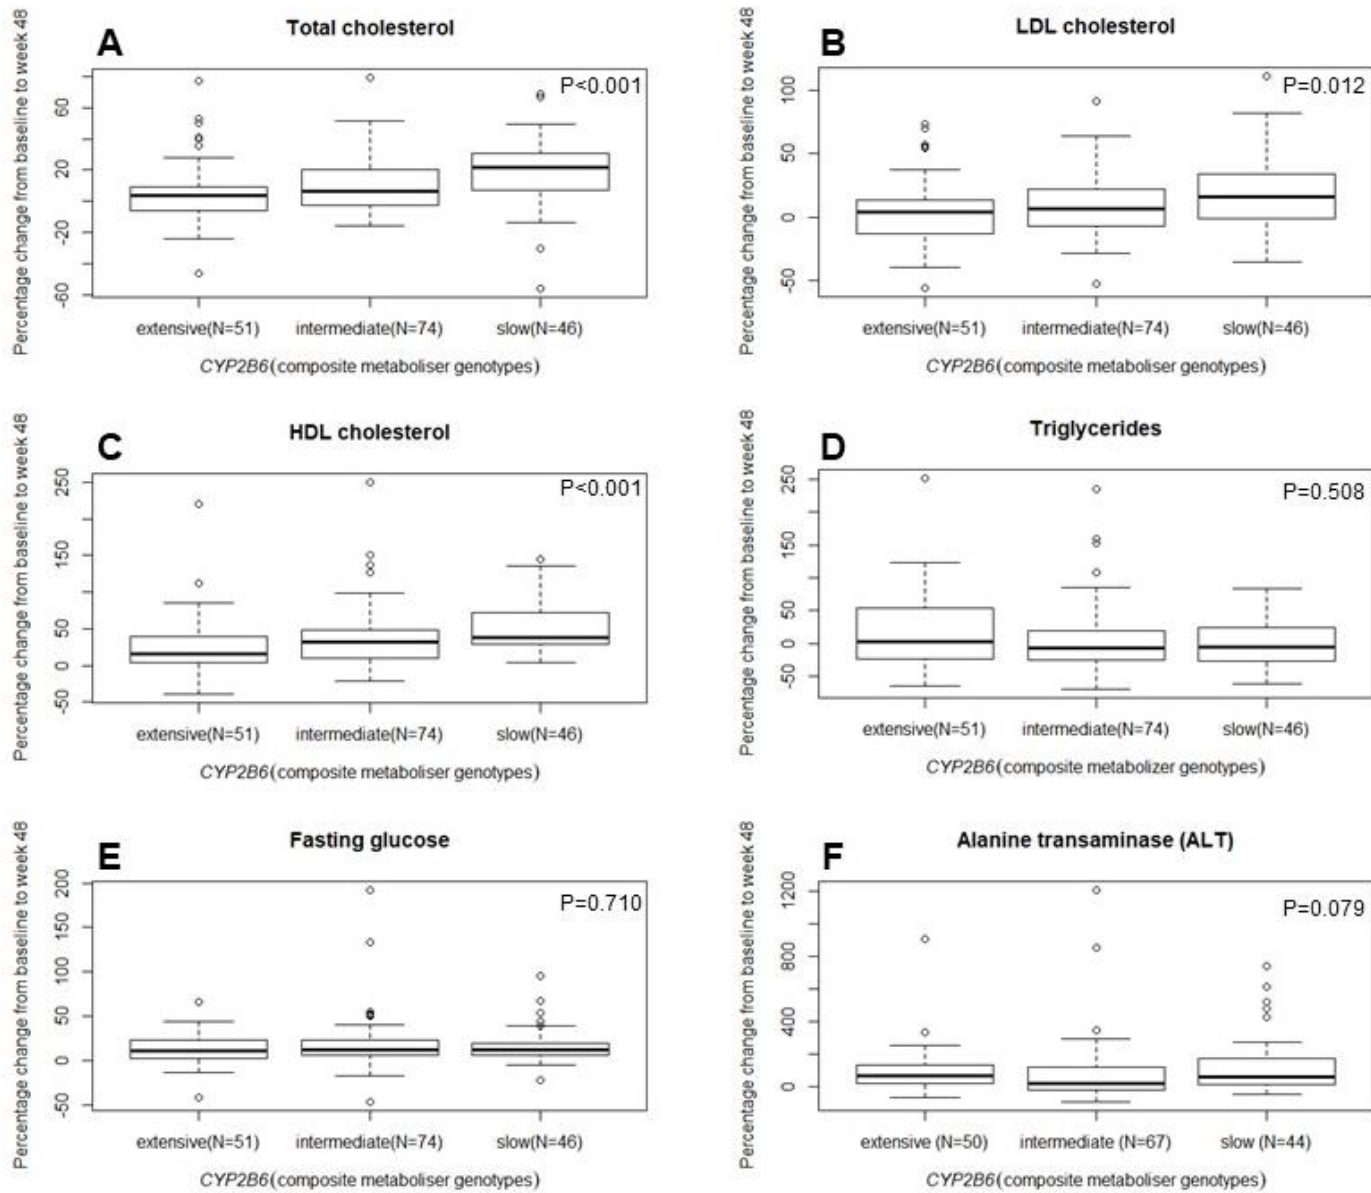 A
Total cholesterol
P<0.001
Percentage change from baseline to week 48
60
20
-20
-60
extensive(N=51) intermediate(N=74) slow(N=46)
CYP2B6(composite metaboliser genotypes)
B
LDL cholesterol
P=0.012
Percentage change from baseline to week 48
100
50
0
-50
extensive(N=51) intermediate(N=74) slow(N=46)
CYP2B6(composite metaboliser genotypes)
C
HDL cholesterol
P<0.001
Percentage change from baseline to week 48
250
150
50
0
-50
extensive(N=51) intermediate(N=74) slow(N=46)
CYP2B6(composite metaboliser genotypes)
D
Triglycerides
P=0.508
Percentage change from baseline to week 48
250
150
50
0
-50
extensive(N=51) intermediate(N=74) slow(N=46)
CYP2B6(composite metabolizer genotypes)
E
Fasting glucose
P=0.710
Percentage change from baseline to week 48
200
150
100
50
0
-50
extensive(N=51) intermediate(N=74) slow(N=46)
CYP2B6(composite metaboliser genotypes)
F
Alanine transaminase (ALT)
P=0.079
Percentage change from baseline to week 48
1200
800
400
0
extensive (N=50) intermediate (N=67) slow (N=44)
CYP2B6(composite metaboliser genotypes)